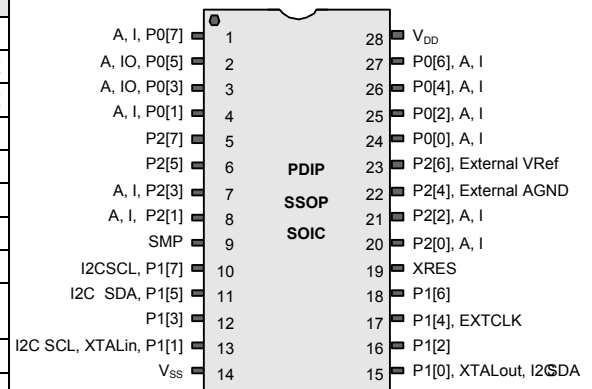 A, I, P0[7] 1 28 VDD
A, IO, P0[5] 2 27 P0[6], A, I
A, IO, P0[3] 3 26 P0[4], A, I
A, I, P0[1] 4 25 P0[2], A, I
P2[7] 5 24 P0[0], A, I
P2[5] 6 PDIP 23 P2[6], External VRef
A, I, P2[3] 7 SSOP 22 P2[4], External AGND
A, I, P2[1] 8 SOIC 21 P2[2], A, I
SMP 9 20 P2[0], A, I
I2CSCL, P1[7] 10 19 XRES
I2C SDA, P1[5] 11 18 P1[6]
P1[3] 12 17 P1[4], EXTCLK
I2C SCL, XTALin, P1[1] 13 16 P1[2]
VSS 14 15 P1[0], XTALout, I2CSDA